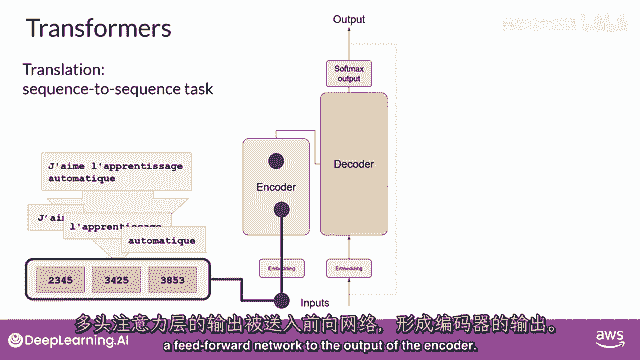 Transformers
Translation:
sequence-to-sequence task
Output
Softmax
output
Encoder
Decoder
Embedding
Embedding
Inputs
J'aime l'apprentissage
automatique
J'ai
l'apprentissage
automatique
2345
3425
3853
多头注意力层的输出被送入前向网络，形成编码器的输出。
a feed-forward network to the output of the encoder.
DeepLearning.AI
aws